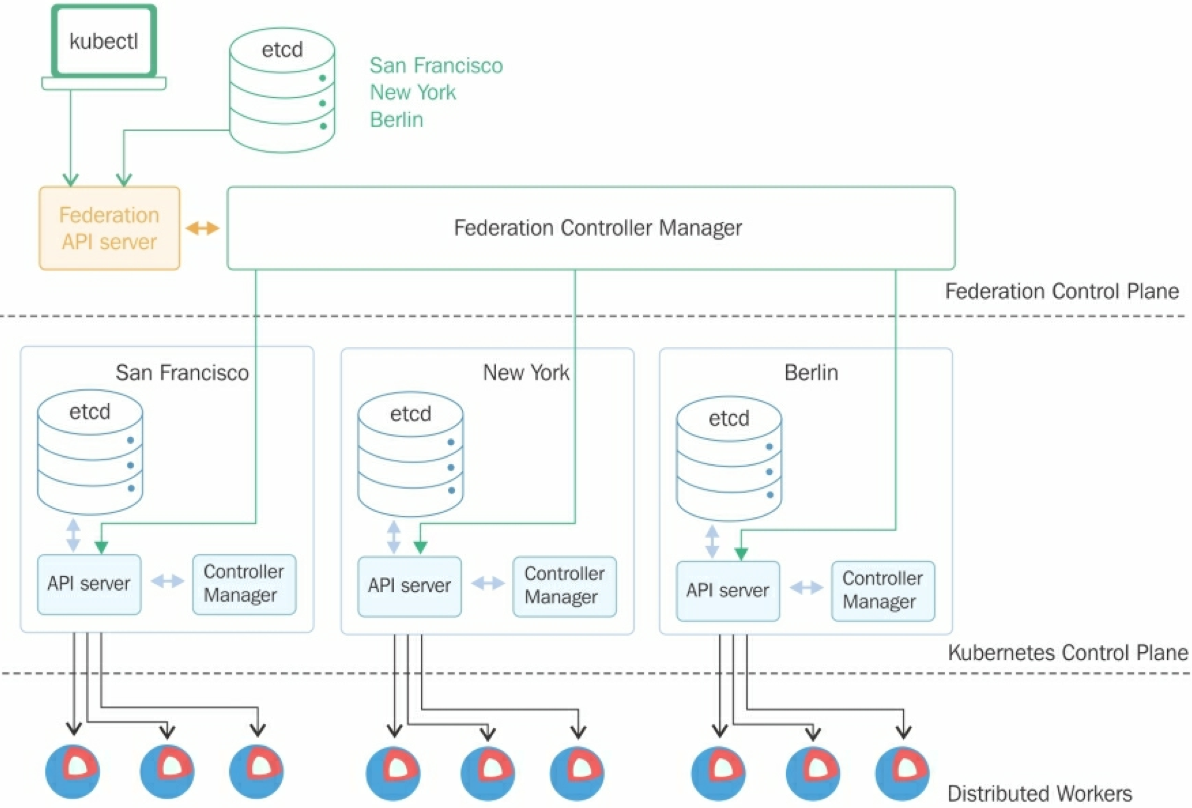 kubectl
etcd
San Francisco
New York
Berlin
Federation
API server
Federation Controller Manager
Federation Control Plane
San Francisco
etcd
API server
Controller
Manager
New York
etcd
API server
Controller
Manager
Berlin
etcd
API server
Controller
Manager
Kubernetes Control Plane
Distributed Workers